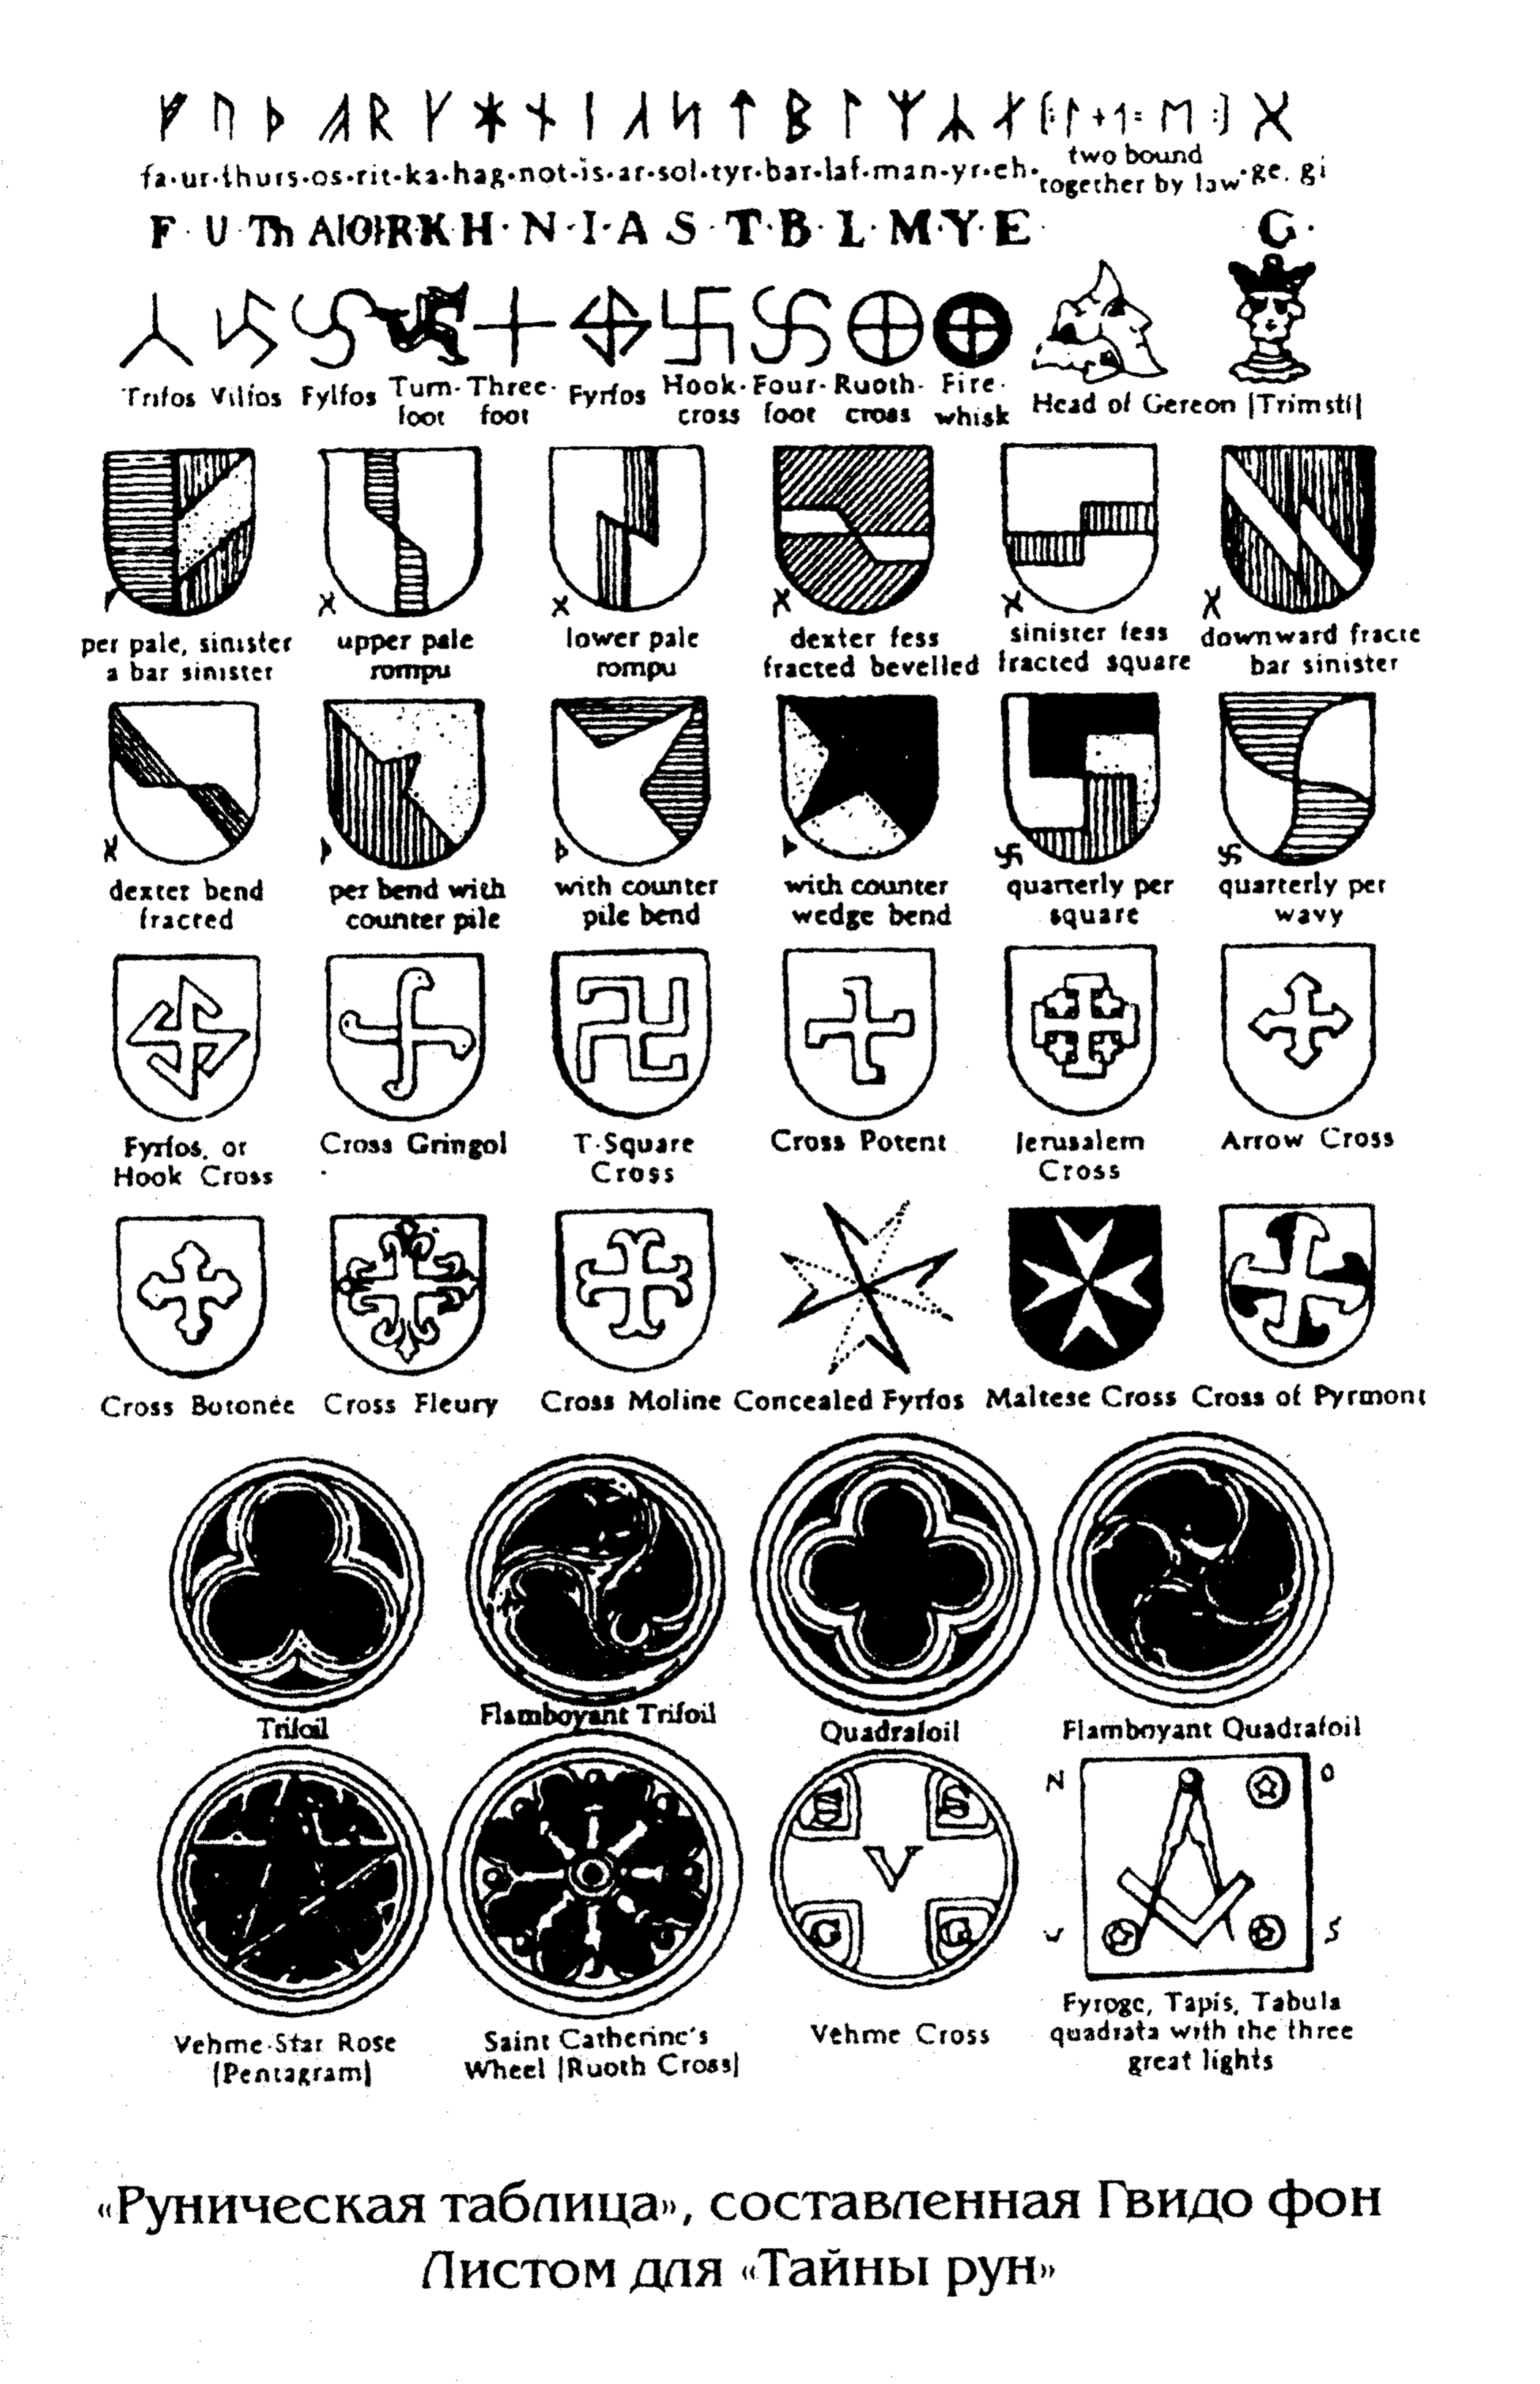 fa·ur·thurs·os·rit·ka·hag·not·is·ar·sol·tyr·bar·laf·man·yr·eh· two bound together by law · ge. gi
F · U · Th A(O)R K H · N · I · A S · T · B · L · M · Y · E · G ·
Trifos Vilfos Fylfos Turn-foot Three-foot Fyrfos Hook-cross Four-foot Ruoth-cross Fire whisk Head of Gereon (Trimstil)
per pale, sinister
a bar sinister
upper pale
rompu
lower pale
rompu
dexter fess
fracted bevelled
sinister fess
fracted square
downward fracte
bar sinister
dexter bend
fracted
per bend with
counter pile
with counter
pile bend
with counter
wedge bend
quarterly per
square
quarterly per
wavy
Fyrfos, or
Hook Cross
Cross Gringol
T-Square
Cross
Cross Potent
Jerusalem
Cross
Arrow Cross
Cross Botonée
Cross Fleury
Cross Moline
Concealed Fyrfos
Maltese Cross
Cross of Pyrmont
Trifoil
Flamboyant Trifoil
Quadrafoil
Flamboyant Quadrafoil
S S
V
G G
N O
S
Vehme-Star Rose
(Pentagram)
Saint Catherine's
Wheel (Ruoth Cross)
Vehme Cross
Fyroge, Tapis, Tabula
quadrata with the three
great lights
«Руническая таблица», составленная Гвидо фон
Листом для «Тайны рун»